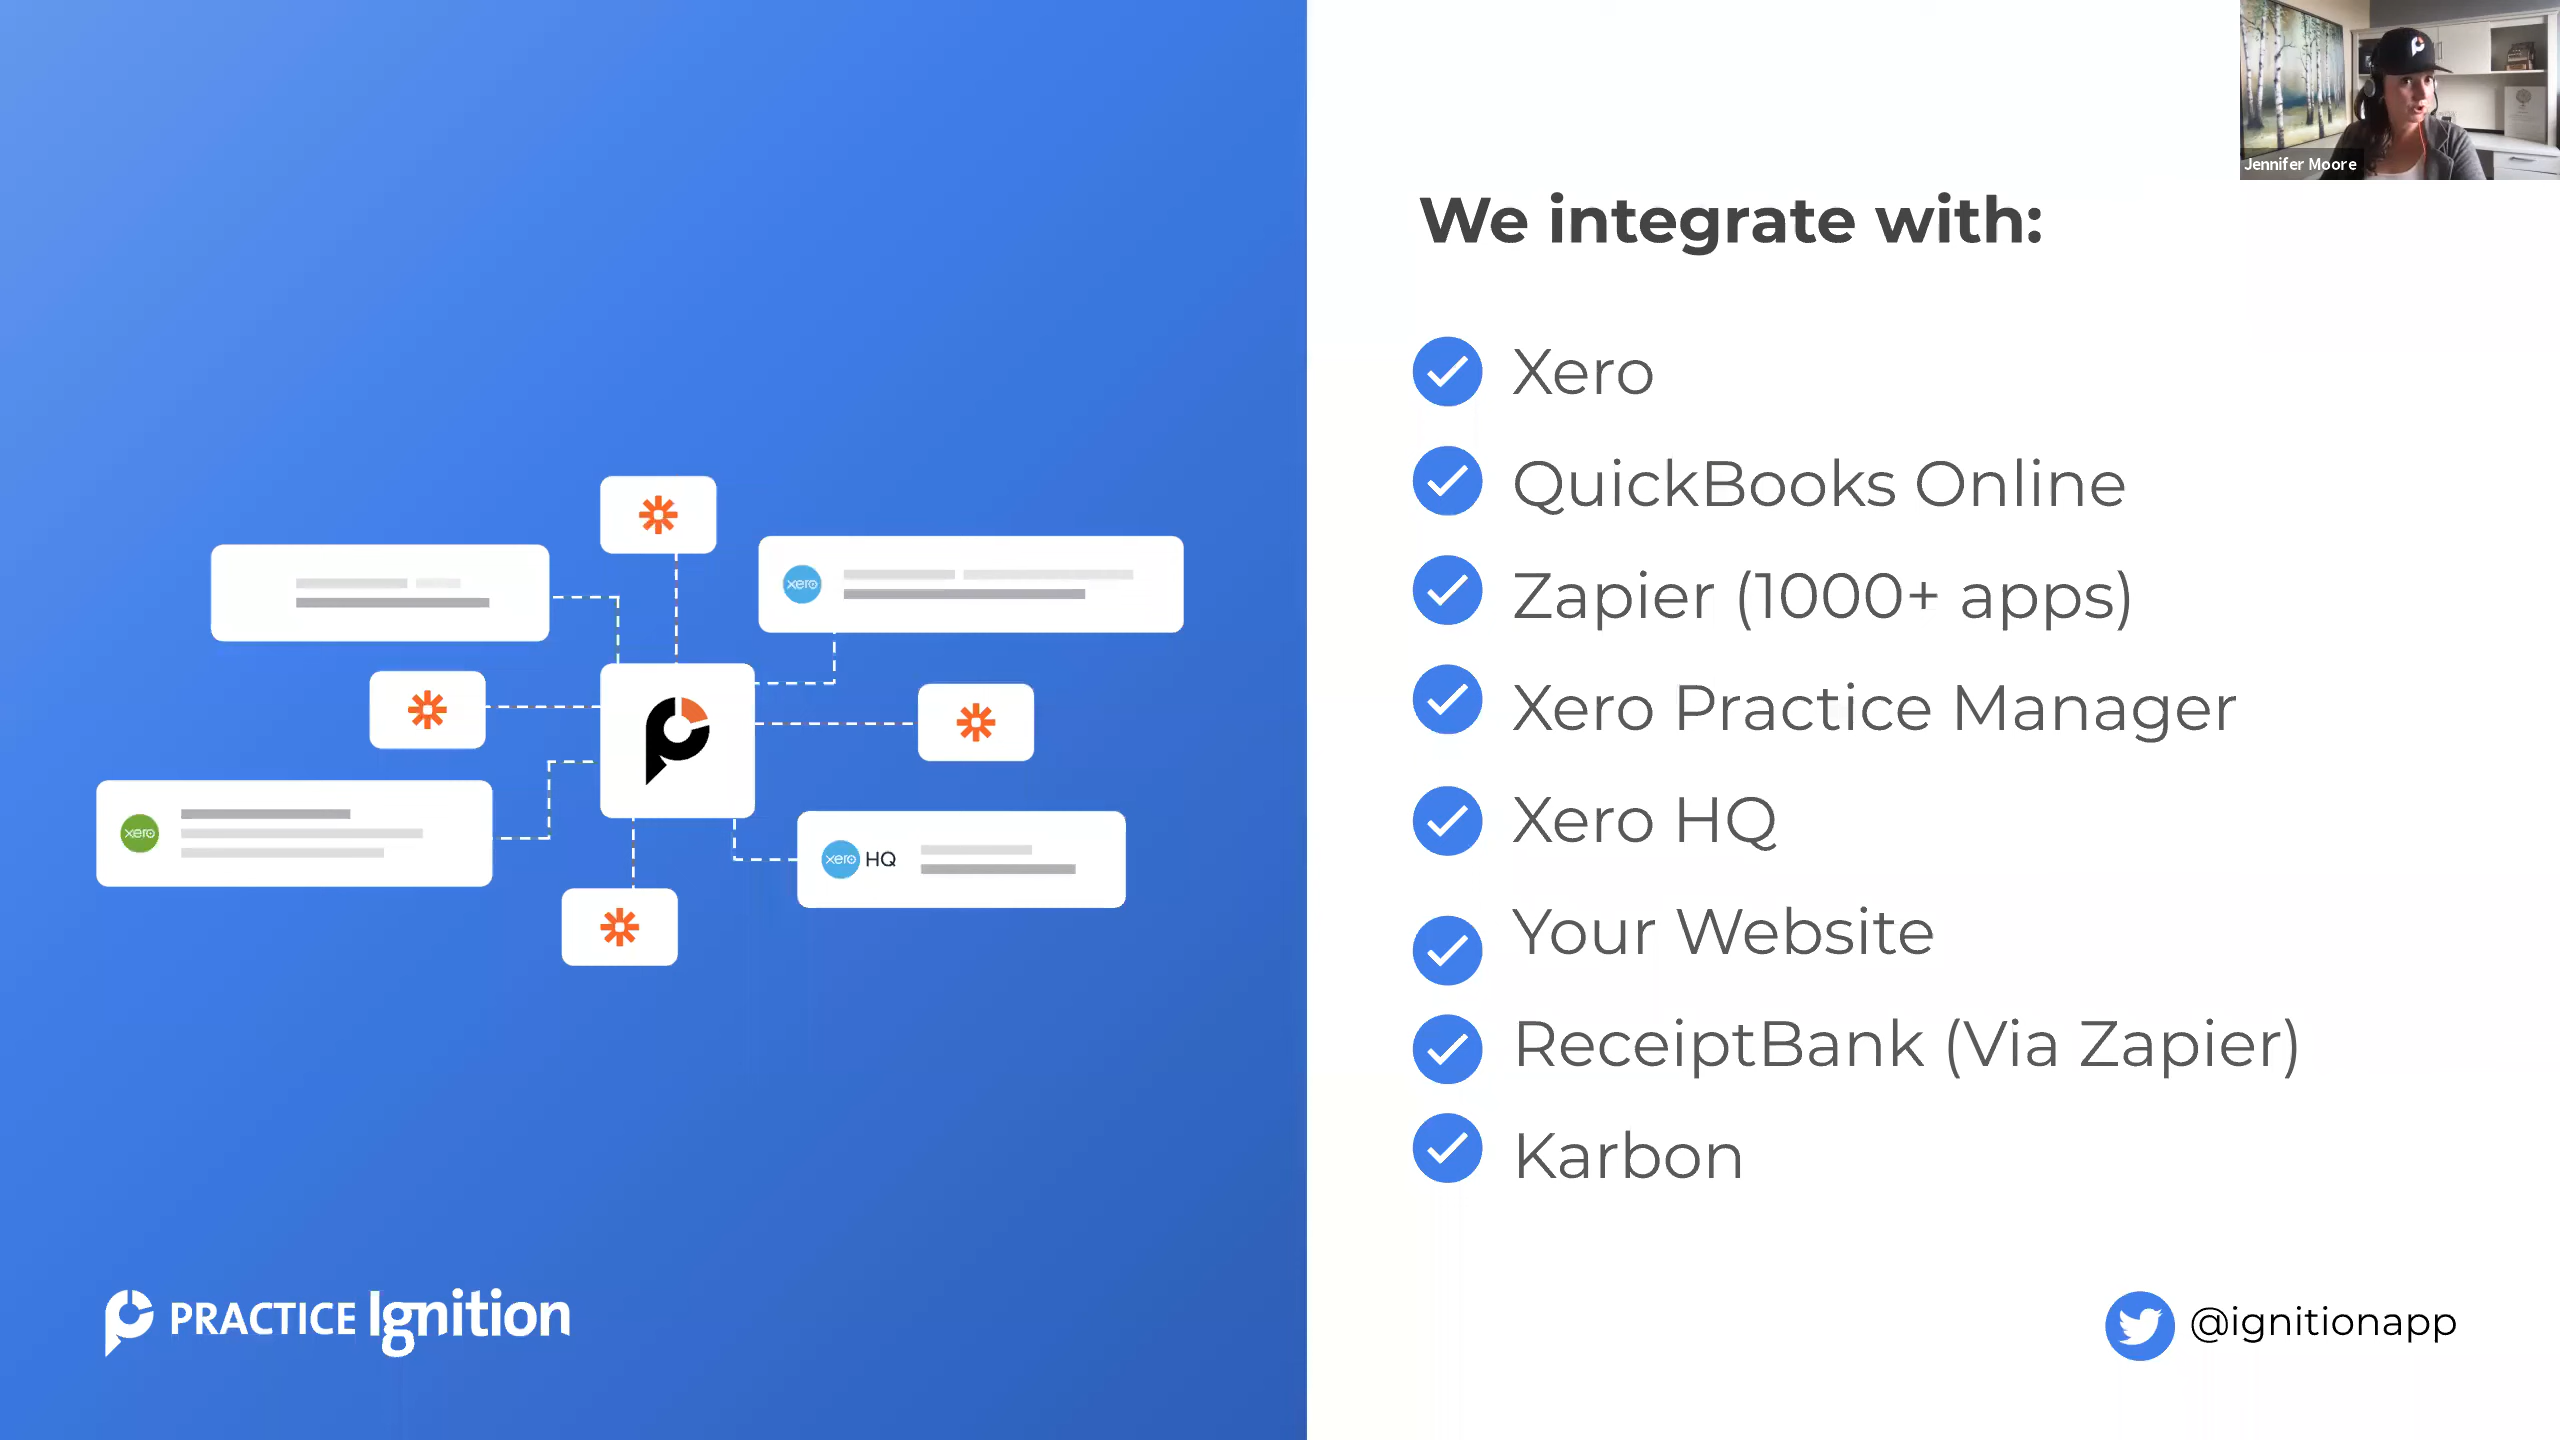 Jennifer Moore
We integrate with:
Xero
QuickBooks Online
Zapier (1000+ apps)
Xero Practice Manager
Xero HQ
Your Website
ReceiptBank (Via Zapier)
Karbon
xero
xero
xero HQ
PRACTICE Ignition
@ignitionapp